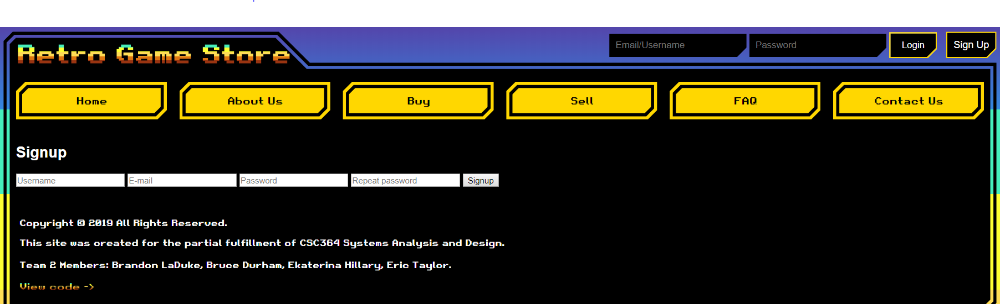 Retro Game Store
Email/Username Password Login Sign Up
Home About Us Buy Sell FAQ Contact Us
Signup
Username E-mail Password Repeat password Signup
Copyright © 2019 All Rights Reserved.
This site was created for the partial fulfillment of CSC364 Systems Analysis and Design.
Team 2 Members: Brandon LaDuke, Bruce Durham, Ekaterina Hillary, Eric Taylor.
View code ->